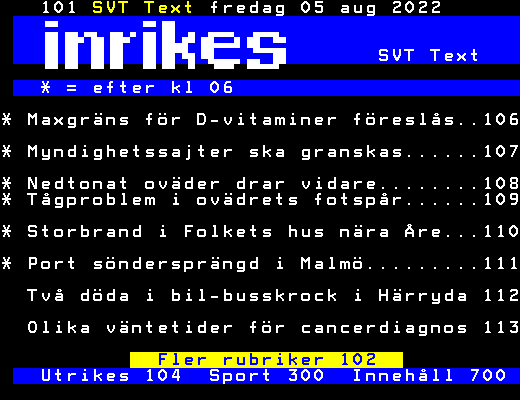 101 SVT Text fredag 05 aug 2022
inrikes
SVT Text
* = efter kl 06
* Maxgräns för D-vitaminer föreslås..106
* Myndighetssajter ska granskas......107
* Nedtonat oväder drar vidare........108
* Tågproblem i ovädrets fotspår......109
* Storbrand i Folkets hus nära Åre...110
* Port söndersprängd i Malmö.........111
Två döda i bil-busskrock i Härryda 112
Olika väntetider för cancerdiagnos 113
Fler rubriker 102
Utrikes 104 Sport 300 Innehåll 700